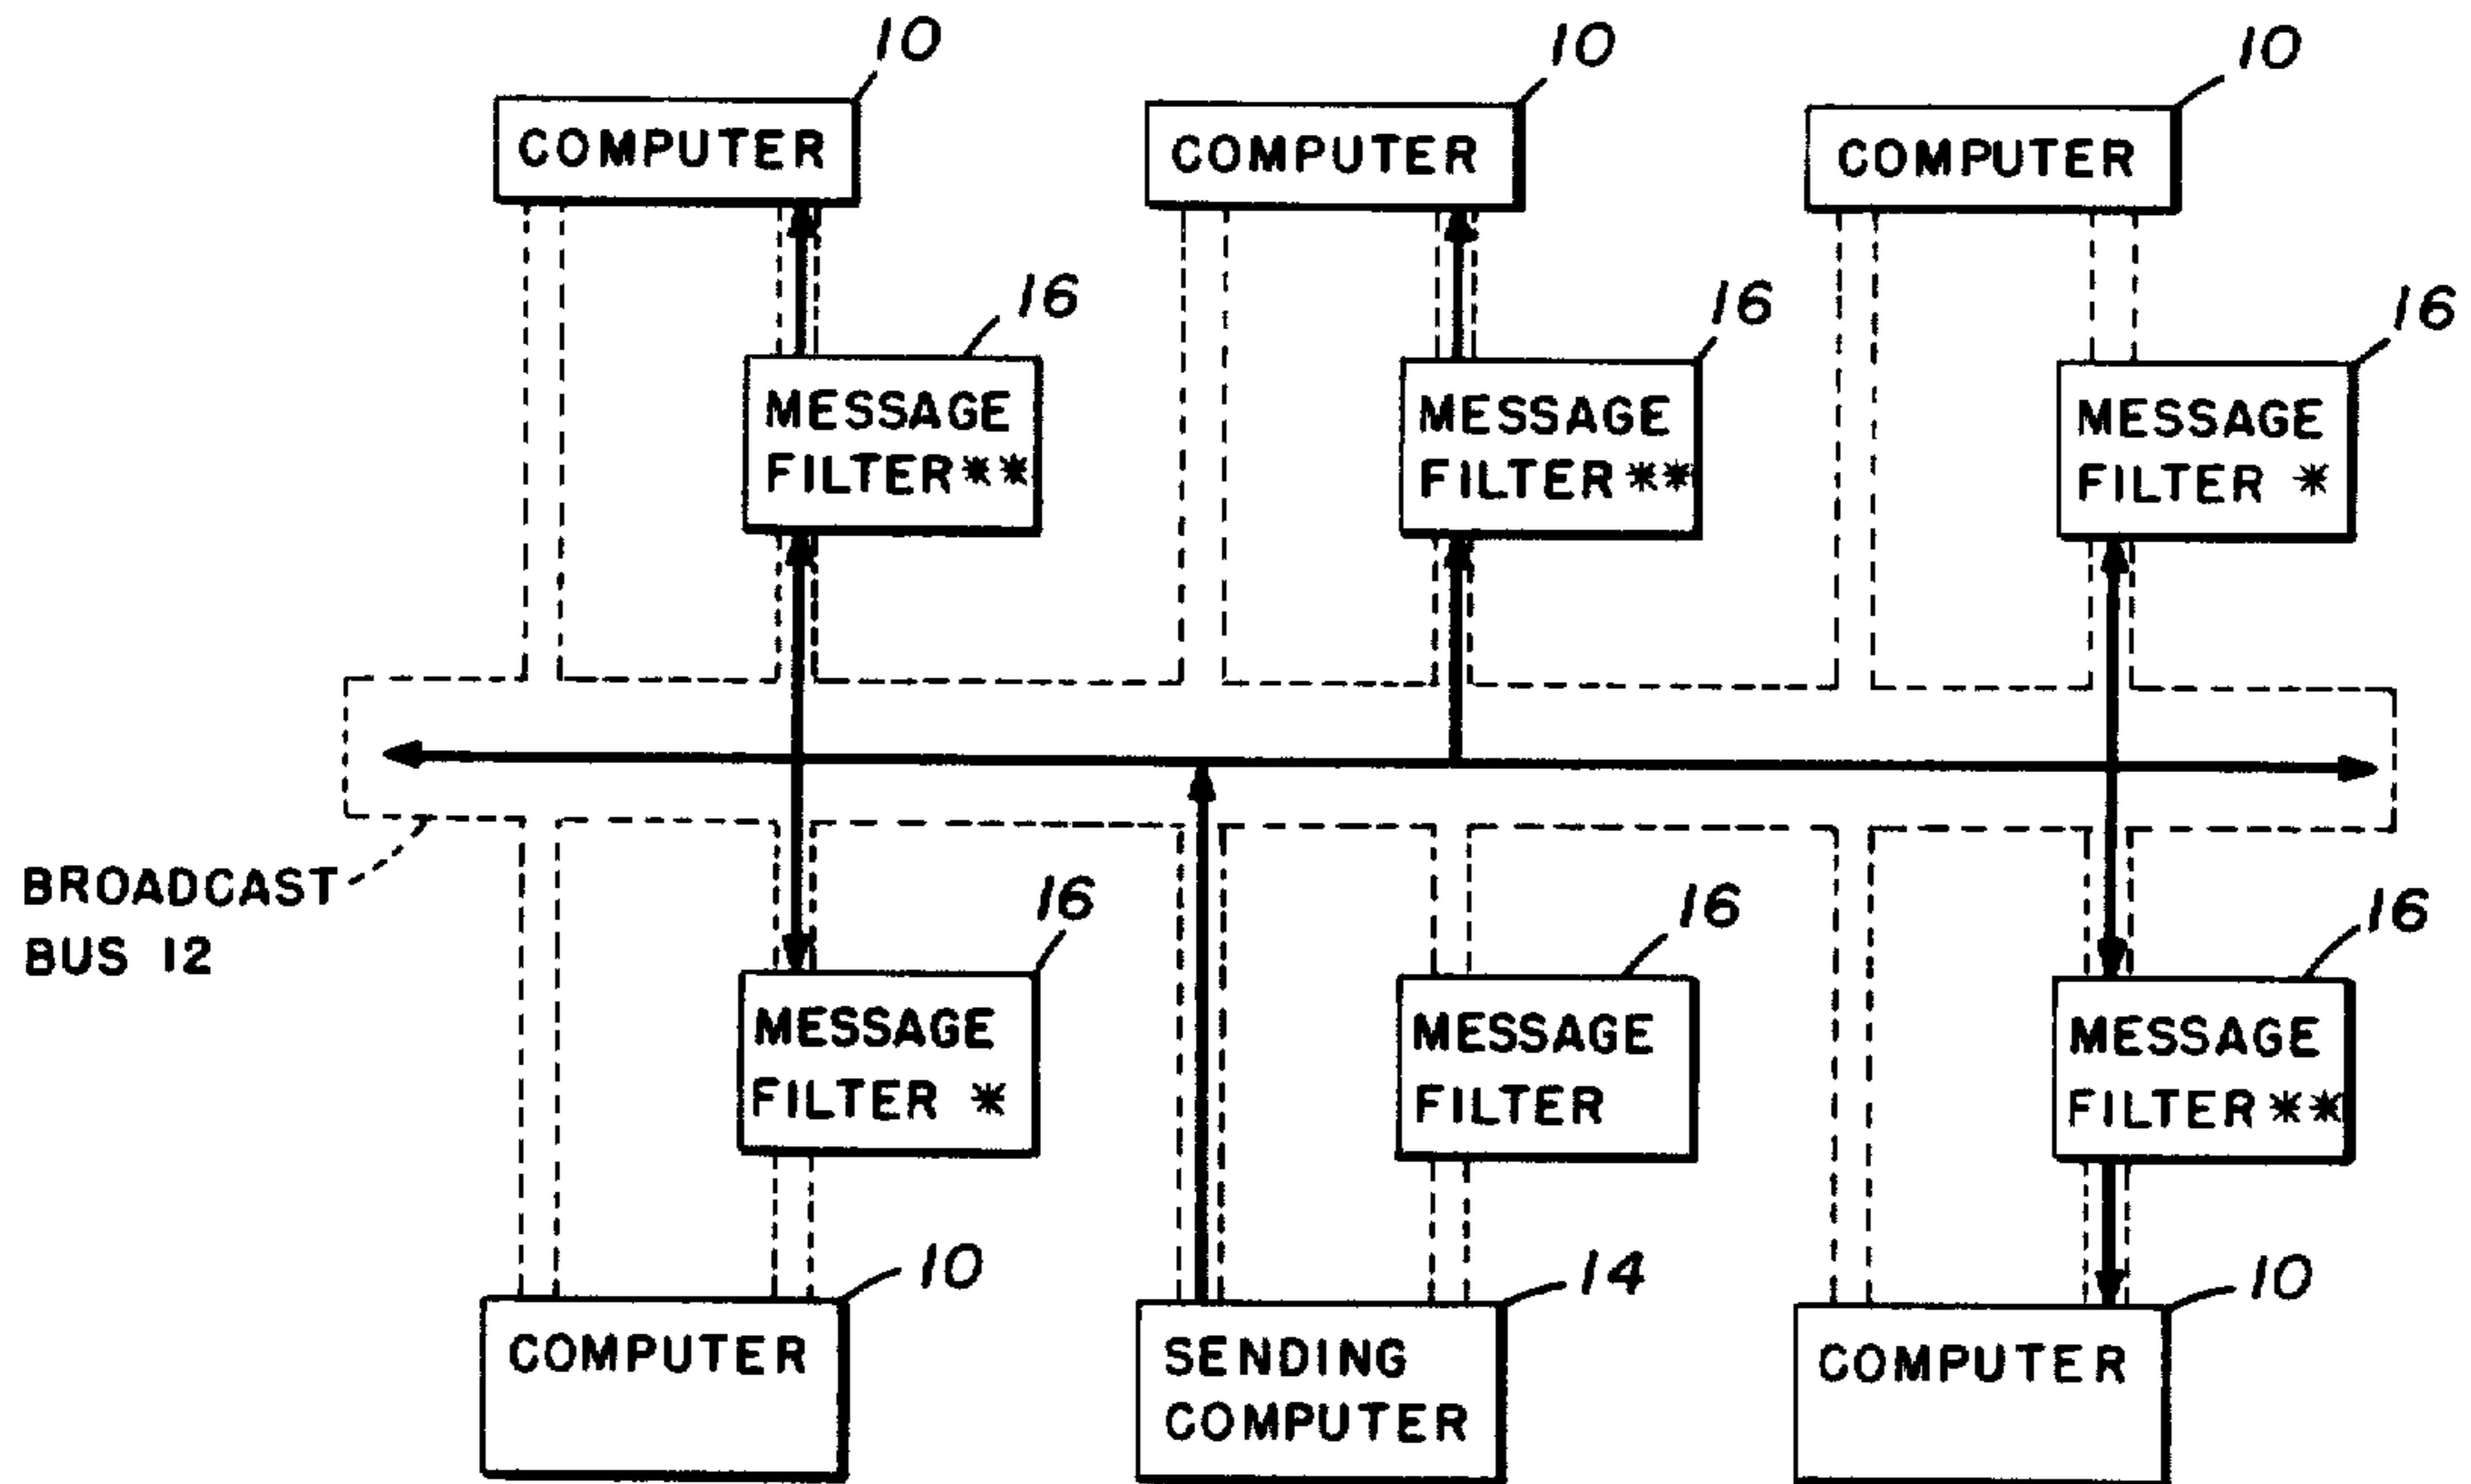 10
10
10
COMPUTER
COMPUTER
COMPUTER
16
16
16
MESSAGE
FILTER**
MESSAGE
FILTER**
MESSAGE
FILTER *
BROADCAST
BUS 12
16
16
16
MESSAGE
FILTER *
MESSAGE
FILTER
MESSAGE
FILTER**
10
14
10
COMPUTER
SENDING
COMPUTER
COMPUTER